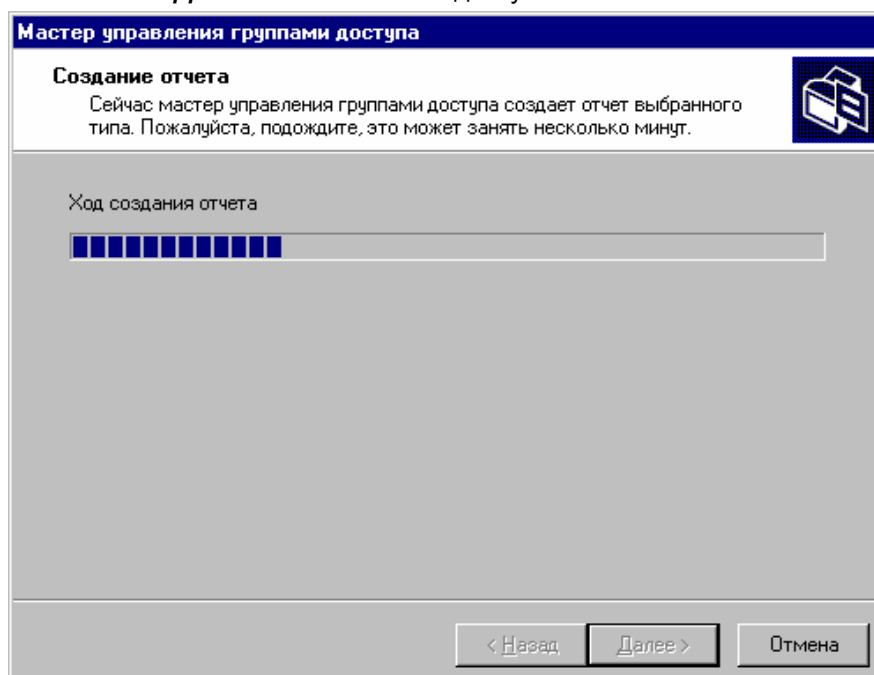 Мастер управления группами доступа
Создание отчета
Сейчас мастер управления группами доступа создает отчет выбранного
типа. Пожалуйста, подождите, это может занять несколько минут.
Ход создания отчета
< Назад Далее > Отмена